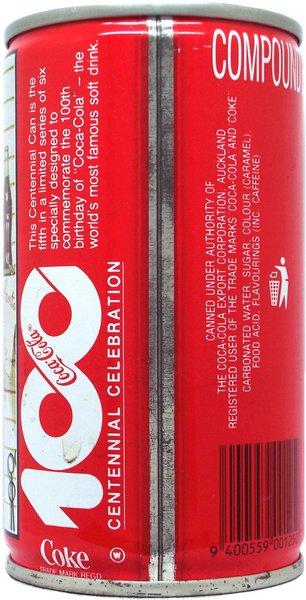 This Centennial Can is the
fifth in a limited series of six
specially designed to
commemorate the 100th
birthday of "Coca-Cola" – the
world's most famous soft drink.
100
Coca-Cola
CENTENNIAL CELEBRATION
Coke
TRADE MARK REGD
W
COMPOUND
CANNED UNDER AUTHORITY OF
THE COCA-COLA EXPORT CORPORATION, AUCKLAND
REGISTERED USER OF THE TRADE MARKS COCA-COLA AND COKE
CARBONATED WATER, SUGAR, COLOUR (CARAMEL),
FOOD ACID, FLAVOURINGS (INC CAFFEINE)
9 400559 00125